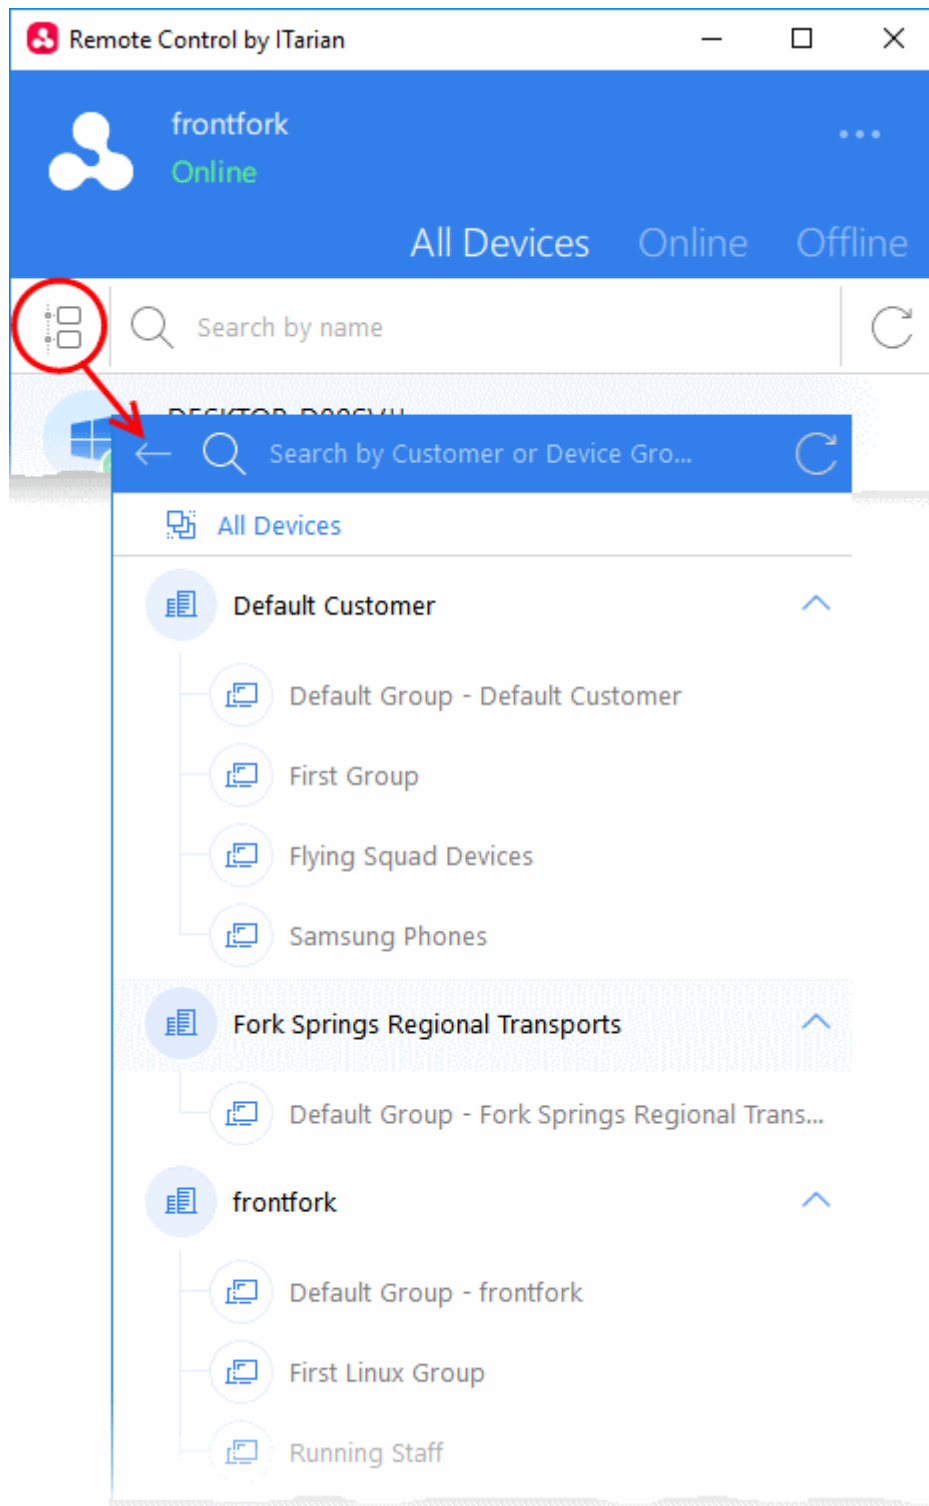 Remote Control by ITarian
frontfork
Online
All Devices Online Offline
Search by name
Search by Customer or Device Gro...
All Devices
Default Customer
Default Group - Default Customer
First Group
Flying Squad Devices
Samsung Phones
Fork Springs Regional Transports
Default Group - Fork Springs Regional Trans...
frontfork
Default Group - frontfork
First Linux Group
Running Staff